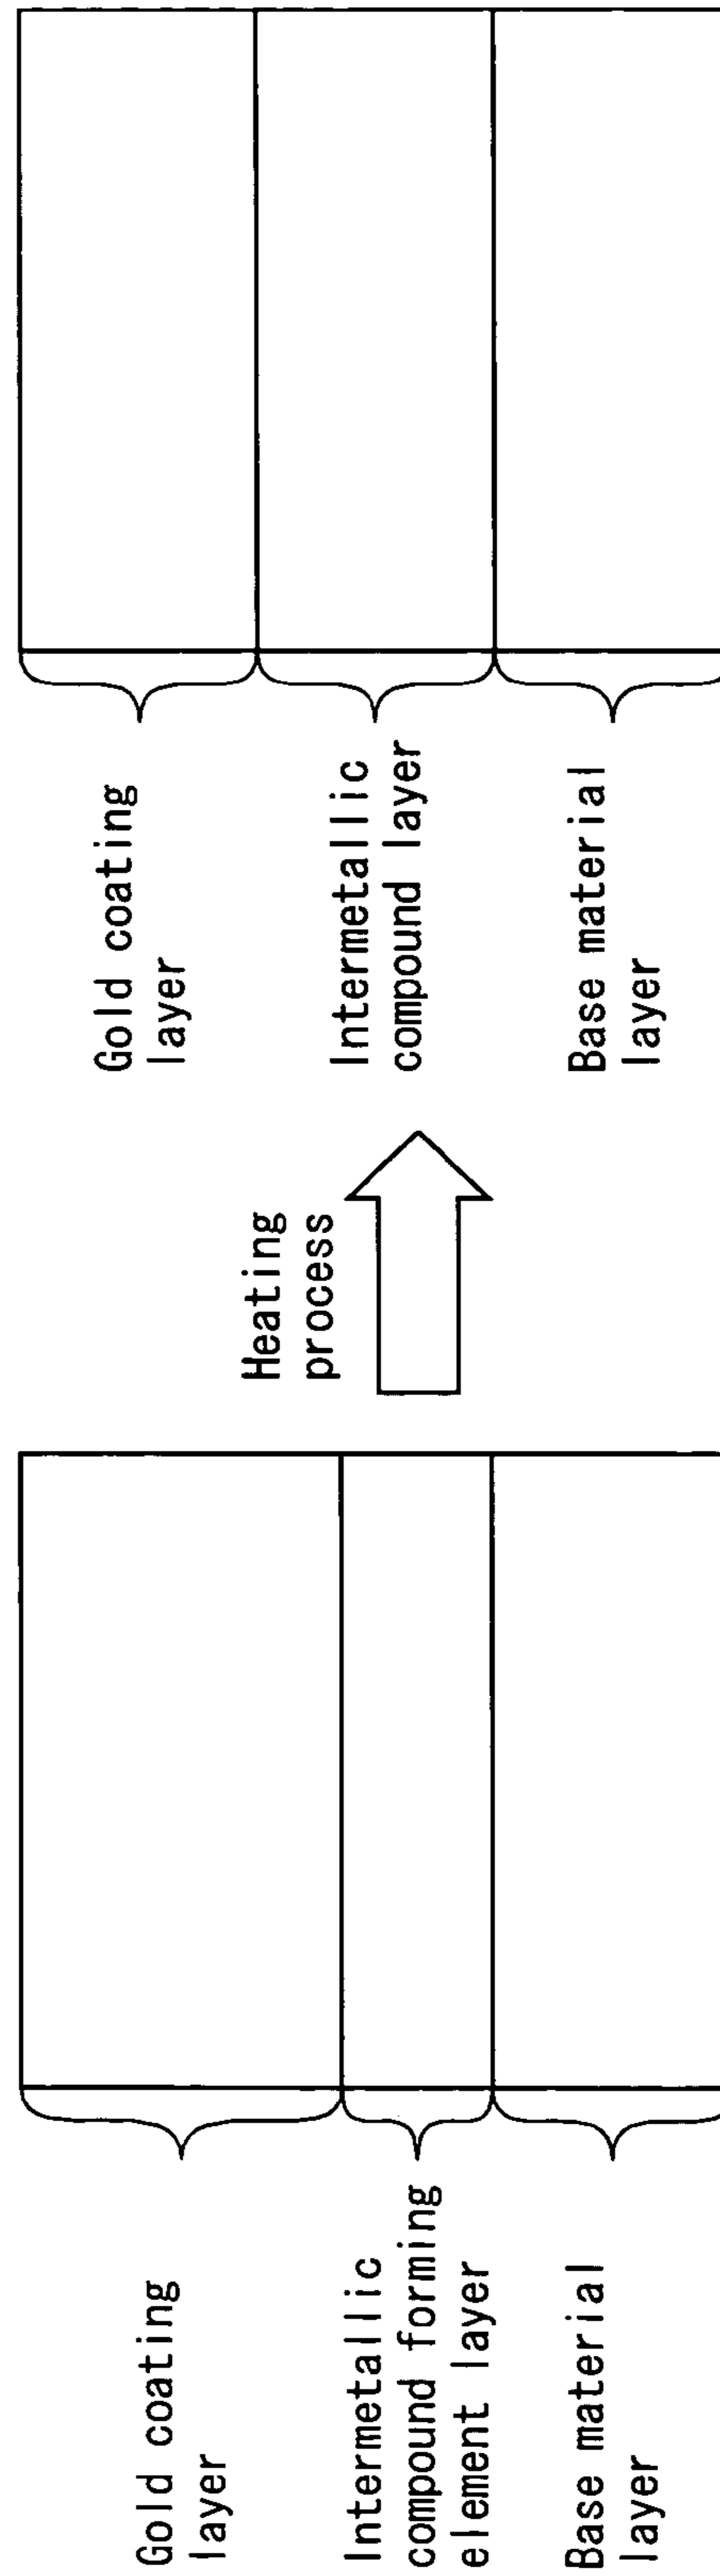 Gold coating
layer
Intermetallic
compound forming
element layer
Base material
layer
Heating
process
Gold coating
layer
Intermetallic
compound layer
Base material
layer